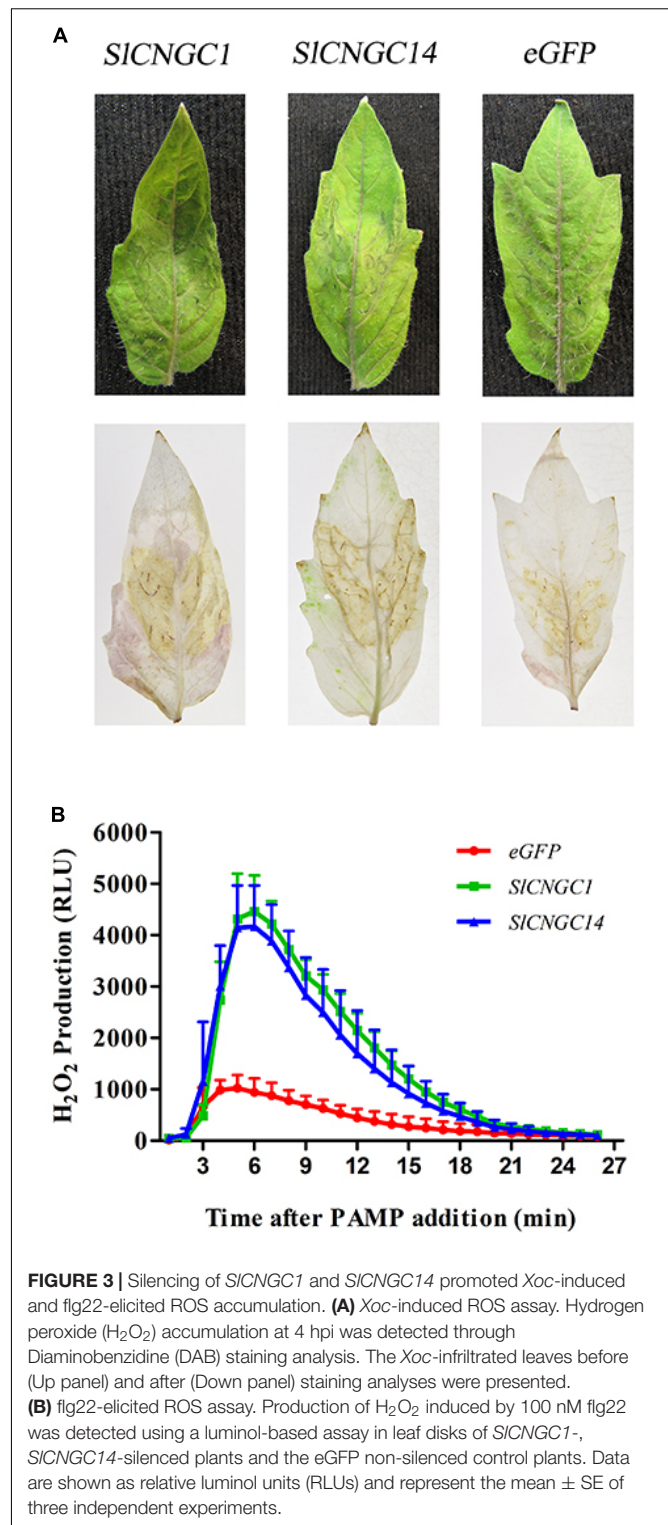 A
SlCNGC1 SlCNGC14 eGFP
B
6000
5000
4000
3000
2000
1000
0
H2O2 Production (RLU)
eGFP
SlCNGC1
SlCNGC14
3 6 9 12 15 18 21 24 27
Time after PAMP addition (min)
FIGURE 3 | Silencing of SlCNGC1 and SlCNGC14 promoted Xoc-induced
and flg22-elicited ROS accumulation. (A) Xoc-induced ROS assay. Hydrogen
peroxide (H2O2) accumulation at 4 hpi was detected through
Diaminobenzidine (DAB) staining analysis. The Xoc-infriltrated leaves before
(Up panel) and after (Down panel) staining analyses were presented.
(B) flg22-elicited ROS assay. Production of H2O2 induced by 100 nM flg22
was detected using a luminol-based assay in leaf disks of SlCNGC1-,
SlCNGC14-silenced plants and the eGFP non-silenced control plants. Data
are shown as relative luminol units (RLUs) and represent the mean ± SE of
three independent experiments.